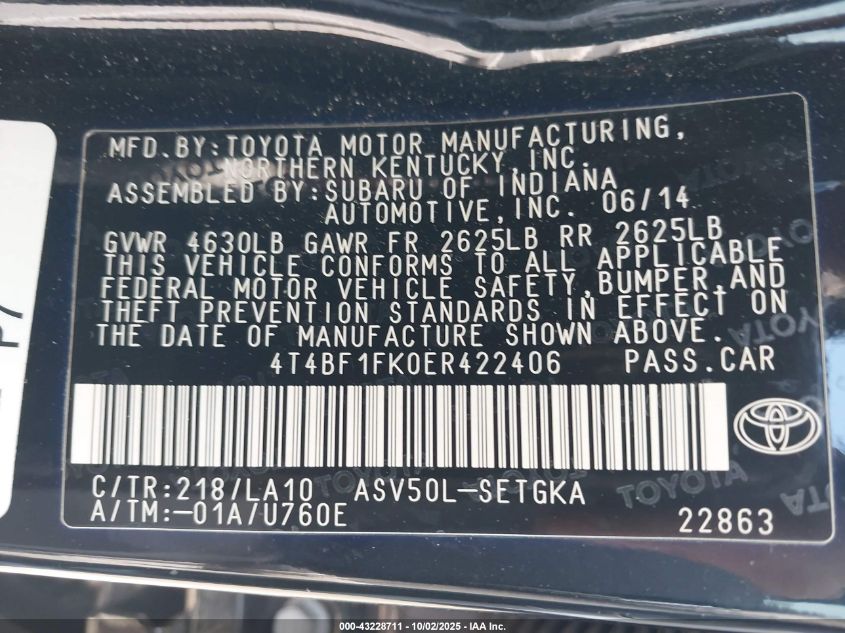 MFD.BY:TOYOTA MOTOR MANUFACTURING,
NORTHERN KENTUCKY,INC.
ASSEMBLED BY:SUBARU OF INDIANA
AUTOMOTIVE,INC. 06/14
GVWR 4630LB GAWR FR 2625LB RR 2625LB
THIS VEHICLE CONFORMS TO ALL APPLICABLE
FEDERAL MOTOR VEHICLE SAFETY,BUMPER,AND
THEFT PREVENTION STANDARDS IN EFFECT ON
THE DATE OF MANUFACTURE SHOWN ABOVE.
4T4BF1FK0ER422406 PASS.CAR
C/TR:218/LA10 ASV50L-SETGKA
A/TM:-01A/U760E
22863
TOYOTA
000-43228711 - 10/02/2025 - IAA, Inc.